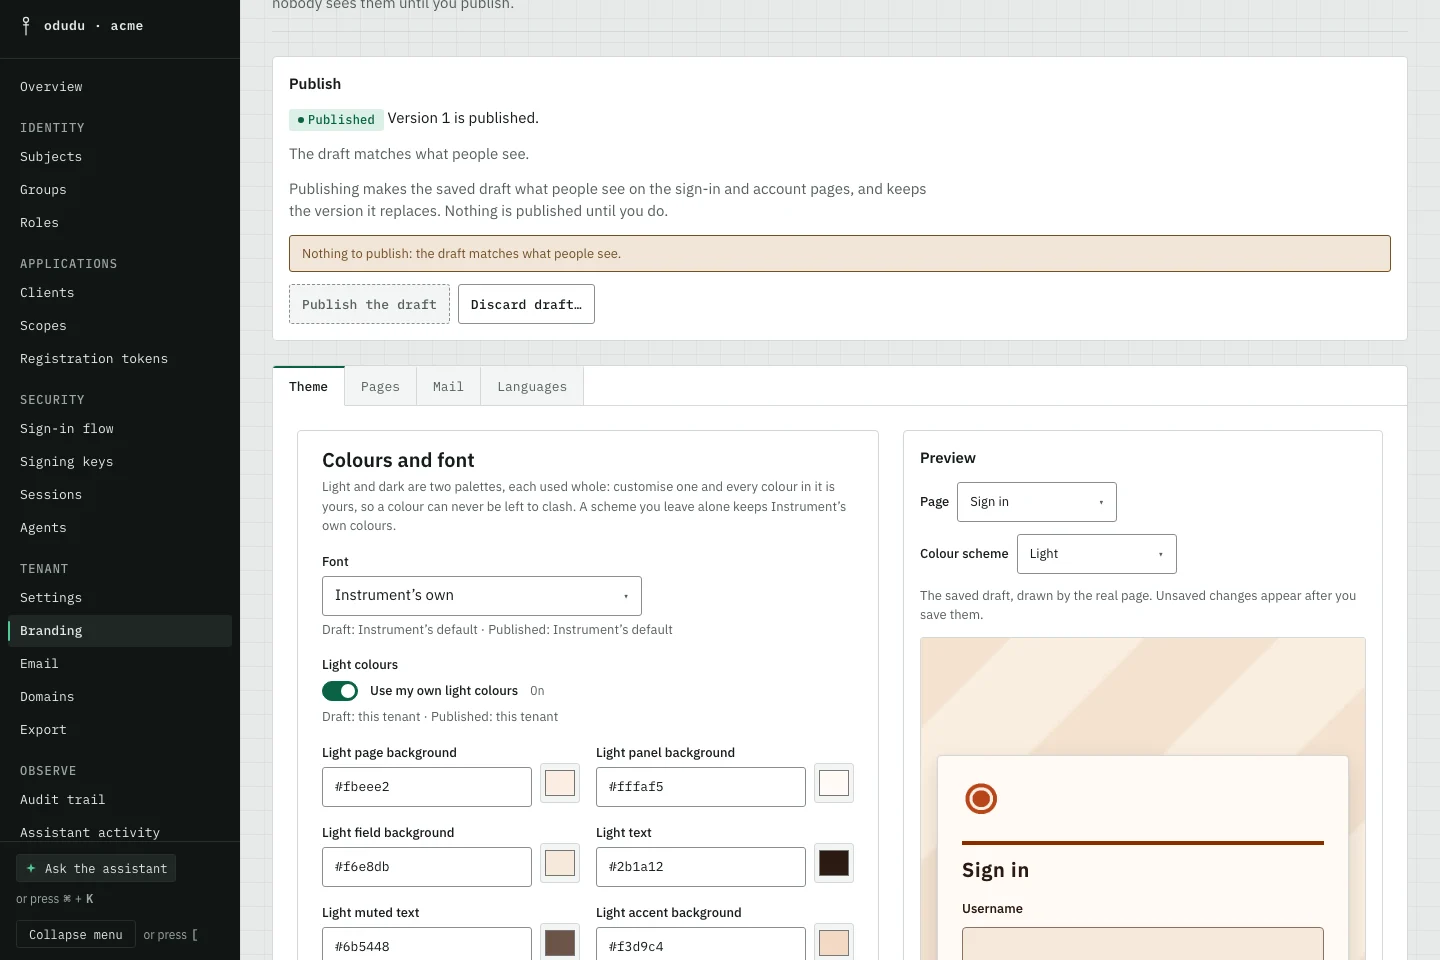 odudu · acme
Overview
IDENTITY
Subjects
Groups
Roles
APPLICATIONS
Clients
Scopes
Registration tokens
SECURITY
Sign-in flow
Signing keys
Sessions
Agents
TENANT
Settings
Branding
Email
Domains
Export
OBSERVE
Audit trail
Assistant activity
Ask the assistant
or press ⌘ + K
Collapse menu or press [
nobody sees them until you publish.
Publish
Published Version 1 is published.
The draft matches what people see.
Publishing makes the saved draft what people see on the sign-in and account pages, and keeps
the version it replaces. Nothing is published until you do.
Nothing to publish: the draft matches what people see.
Publish the draft Discard draft…
Theme Pages Mail Languages
Colours and font
Light and dark are two palettes, each used whole: customise one and every colour in it is
yours, so a colour can never be left to clash. A scheme you leave alone keeps Instrument’s
own colours.
Font
Instrument’s own
Draft: Instrument’s default · Published: Instrument’s default
Light colours
Use my own light colours On
Draft: this tenant · Published: this tenant
Light page background Light panel background
#fbeee2 #fffaf5
Light field background Light text
#f6e8db #2b1a12
Light muted text Light accent background
#6b5448 #f3d9c4
Preview
Page Sign in
Colour scheme Light
The saved draft, drawn by the real page. Unsaved changes appear after you
save them.
Sign in
Username